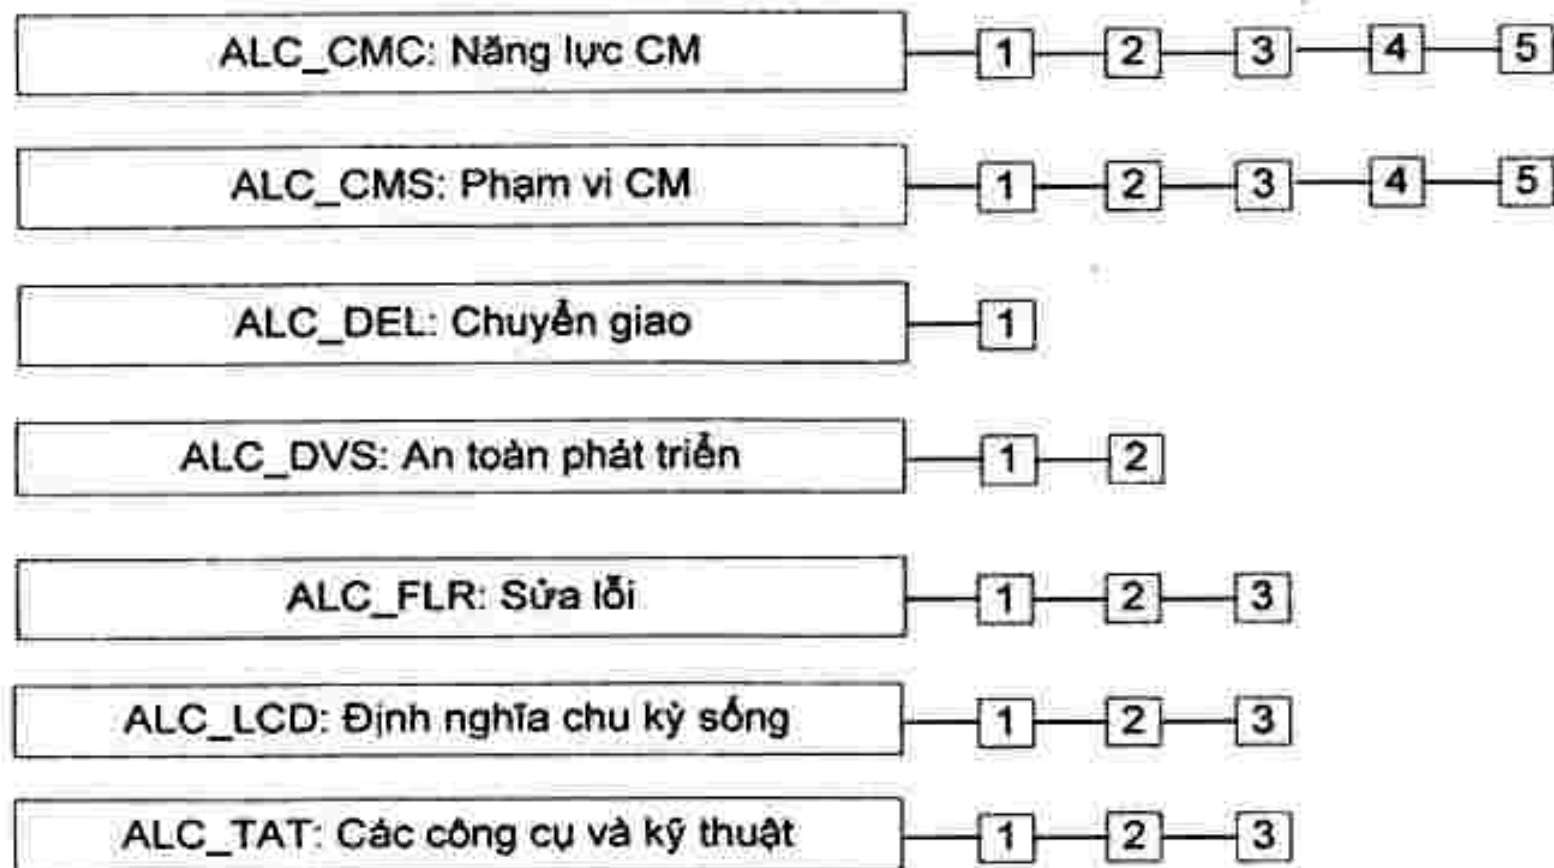 ALC_CMC: Năng lực CM 1 2 3 4 5
ALC_CMS: Phạm vi CM 1 2 3 4 5
ALC_DEL: Chuyển giao 1
ALC_DVS: An toàn phát triển 1 2
ALC_FLR: Sửa lỗi 1 2 3
ALC_LCD: Định nghĩa chu kỳ sống 1 2 3
ALC_TAT: Các công cụ và kỹ thuật 1 2 3